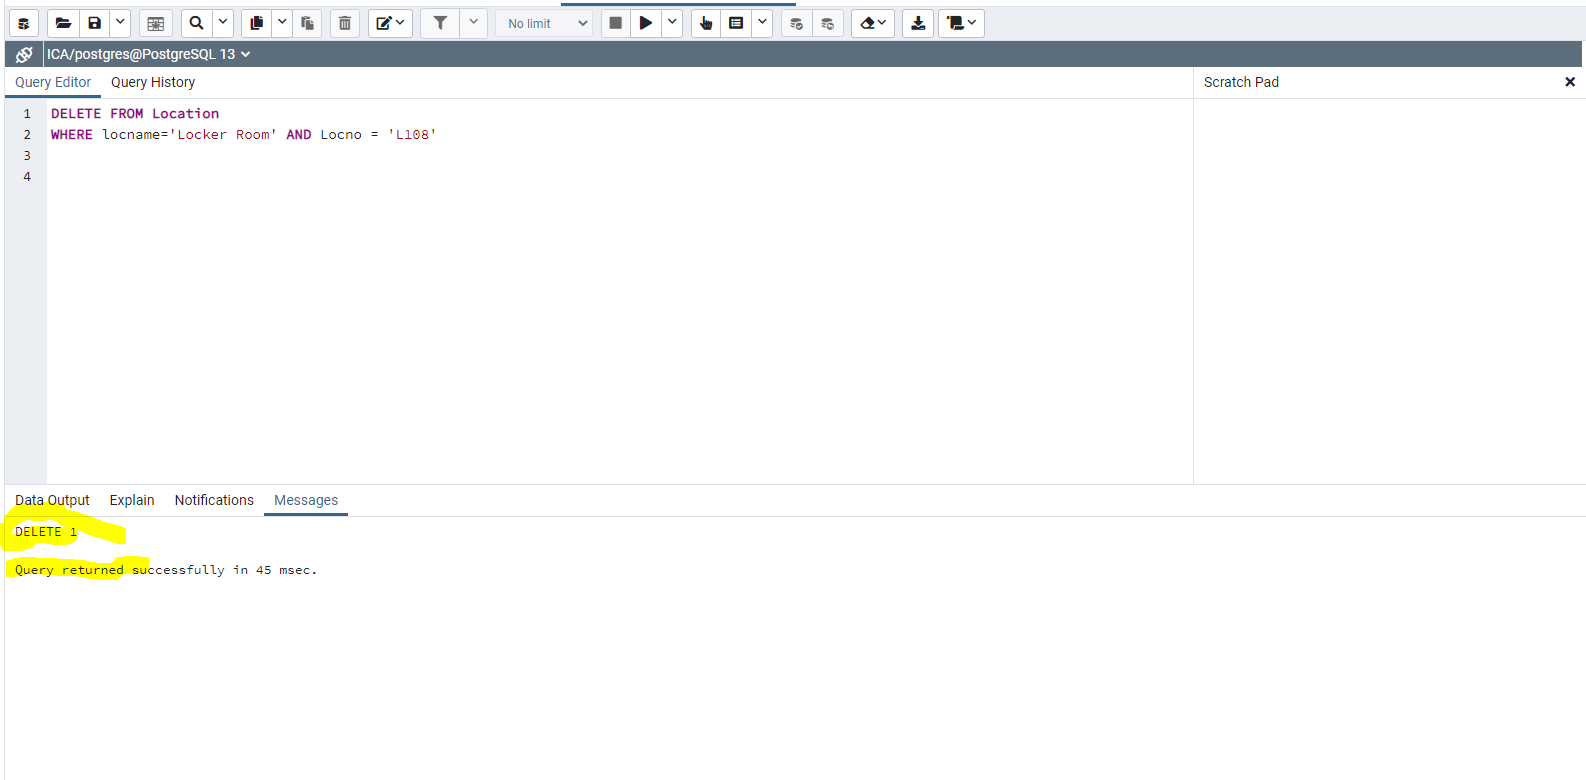 No limit
ICA/postgres@PostgreSQL 13
Query Editor Query History
Scratch Pad
1 DELETE FROM Location
2 WHERE locname='Locker Room' AND Locno = 'L108'
3
4
Data Output Explain Notifications Messages
DELETE 1
Query returned successfully in 45 msec.